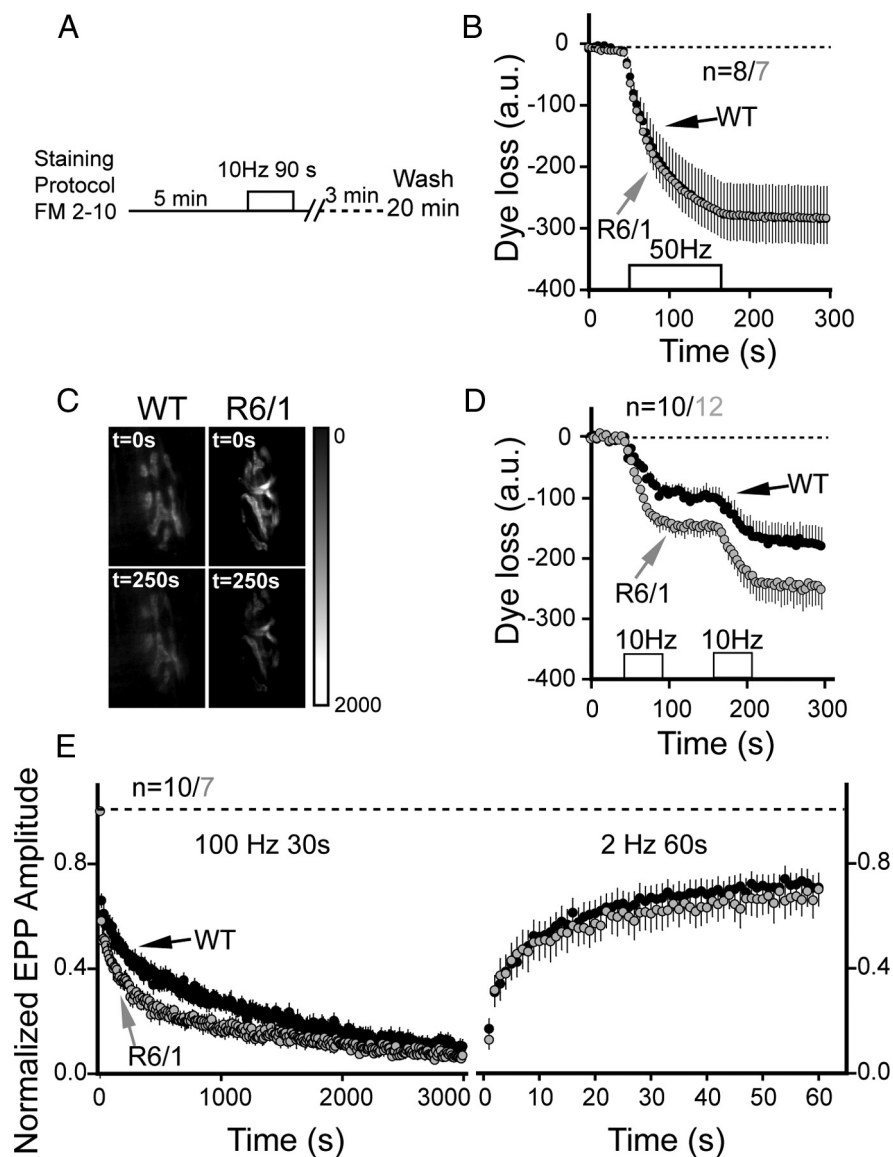 A
Staining
Protocol
FM 2-10
5 min
10Hz 90 s
3 min
Wash
20 min
B
Dye loss (a.u.)
0
-100
-200
-300
-400
n=8/7
WT
R6/1
50Hz
0 100 200 300
Time (s)
C
WT R6/1
t=0s t=0s
t=250s t=250s
0
2000
D
n=10/12
Dye loss (a.u.)
0
-100
-200
-300
-400
WT
R6/1
10Hz 10Hz
0 100 200 300
Time (s)
E
Normalized EPP Amplitude
n=10/7
100 Hz 30s
2 Hz 60s
0.8
0.4
0.0
WT
R6/1
0.8
0.4
0.0
0 1000 2000 3000
0 10 20 30 40 50 60
Time (s)
Time (s)